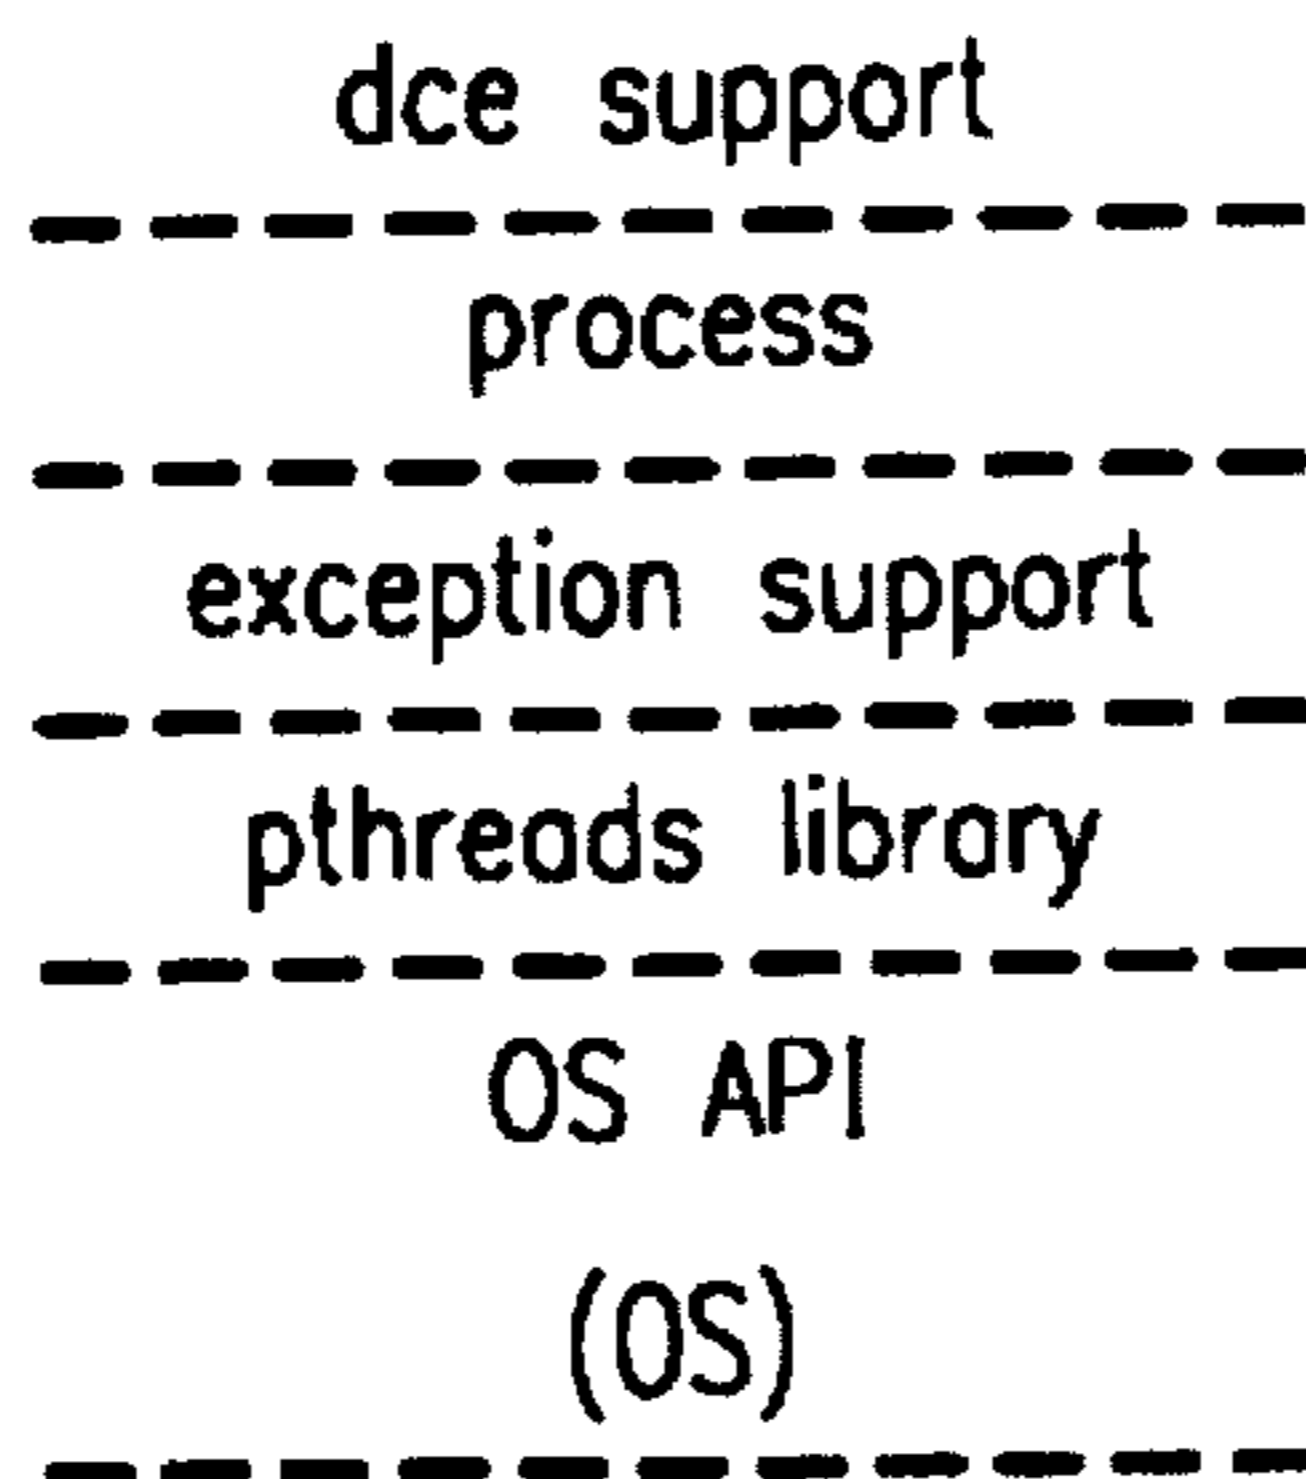 dce support
process
exception support
pthreads library
OS API
(OS)